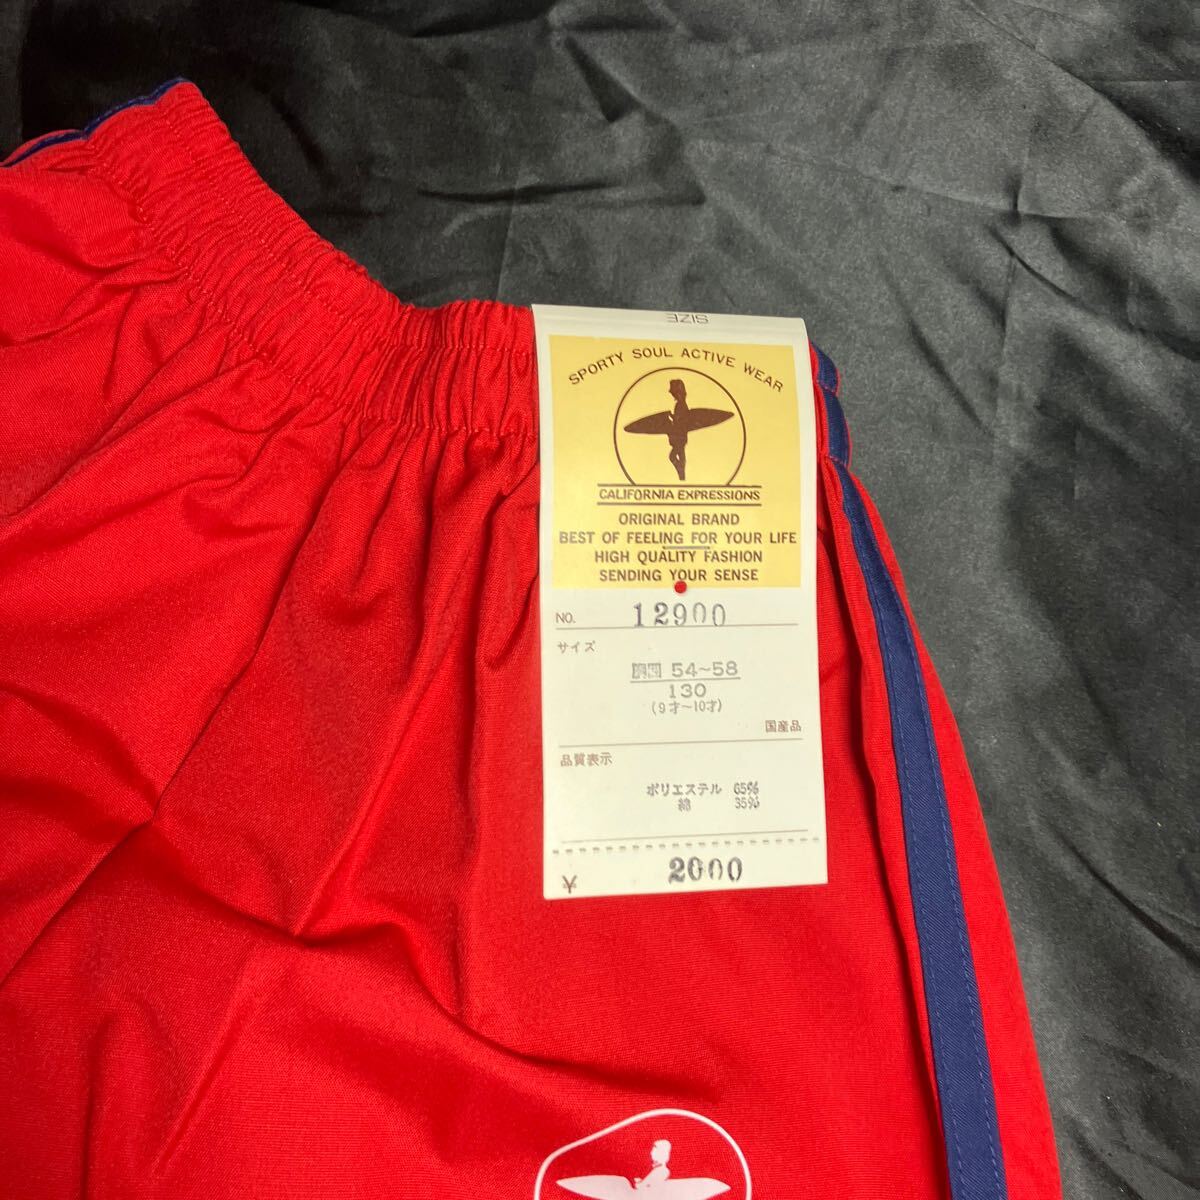 SIZE
SPORTY SOUL ACTIVE WEAR
CALIFORNIA EXPRESSIONS
ORIGINAL BRAND
BEST OF FEELING FOR YOUR LIFE
HIGH QUALITY FASHION
SENDING YOUR SENSE
NO. 12900
サイズ
胴囲 54~58
130
(9才~10才)
国産品
品質表示
ポリエステル 65%
綿 35%
¥ 2000